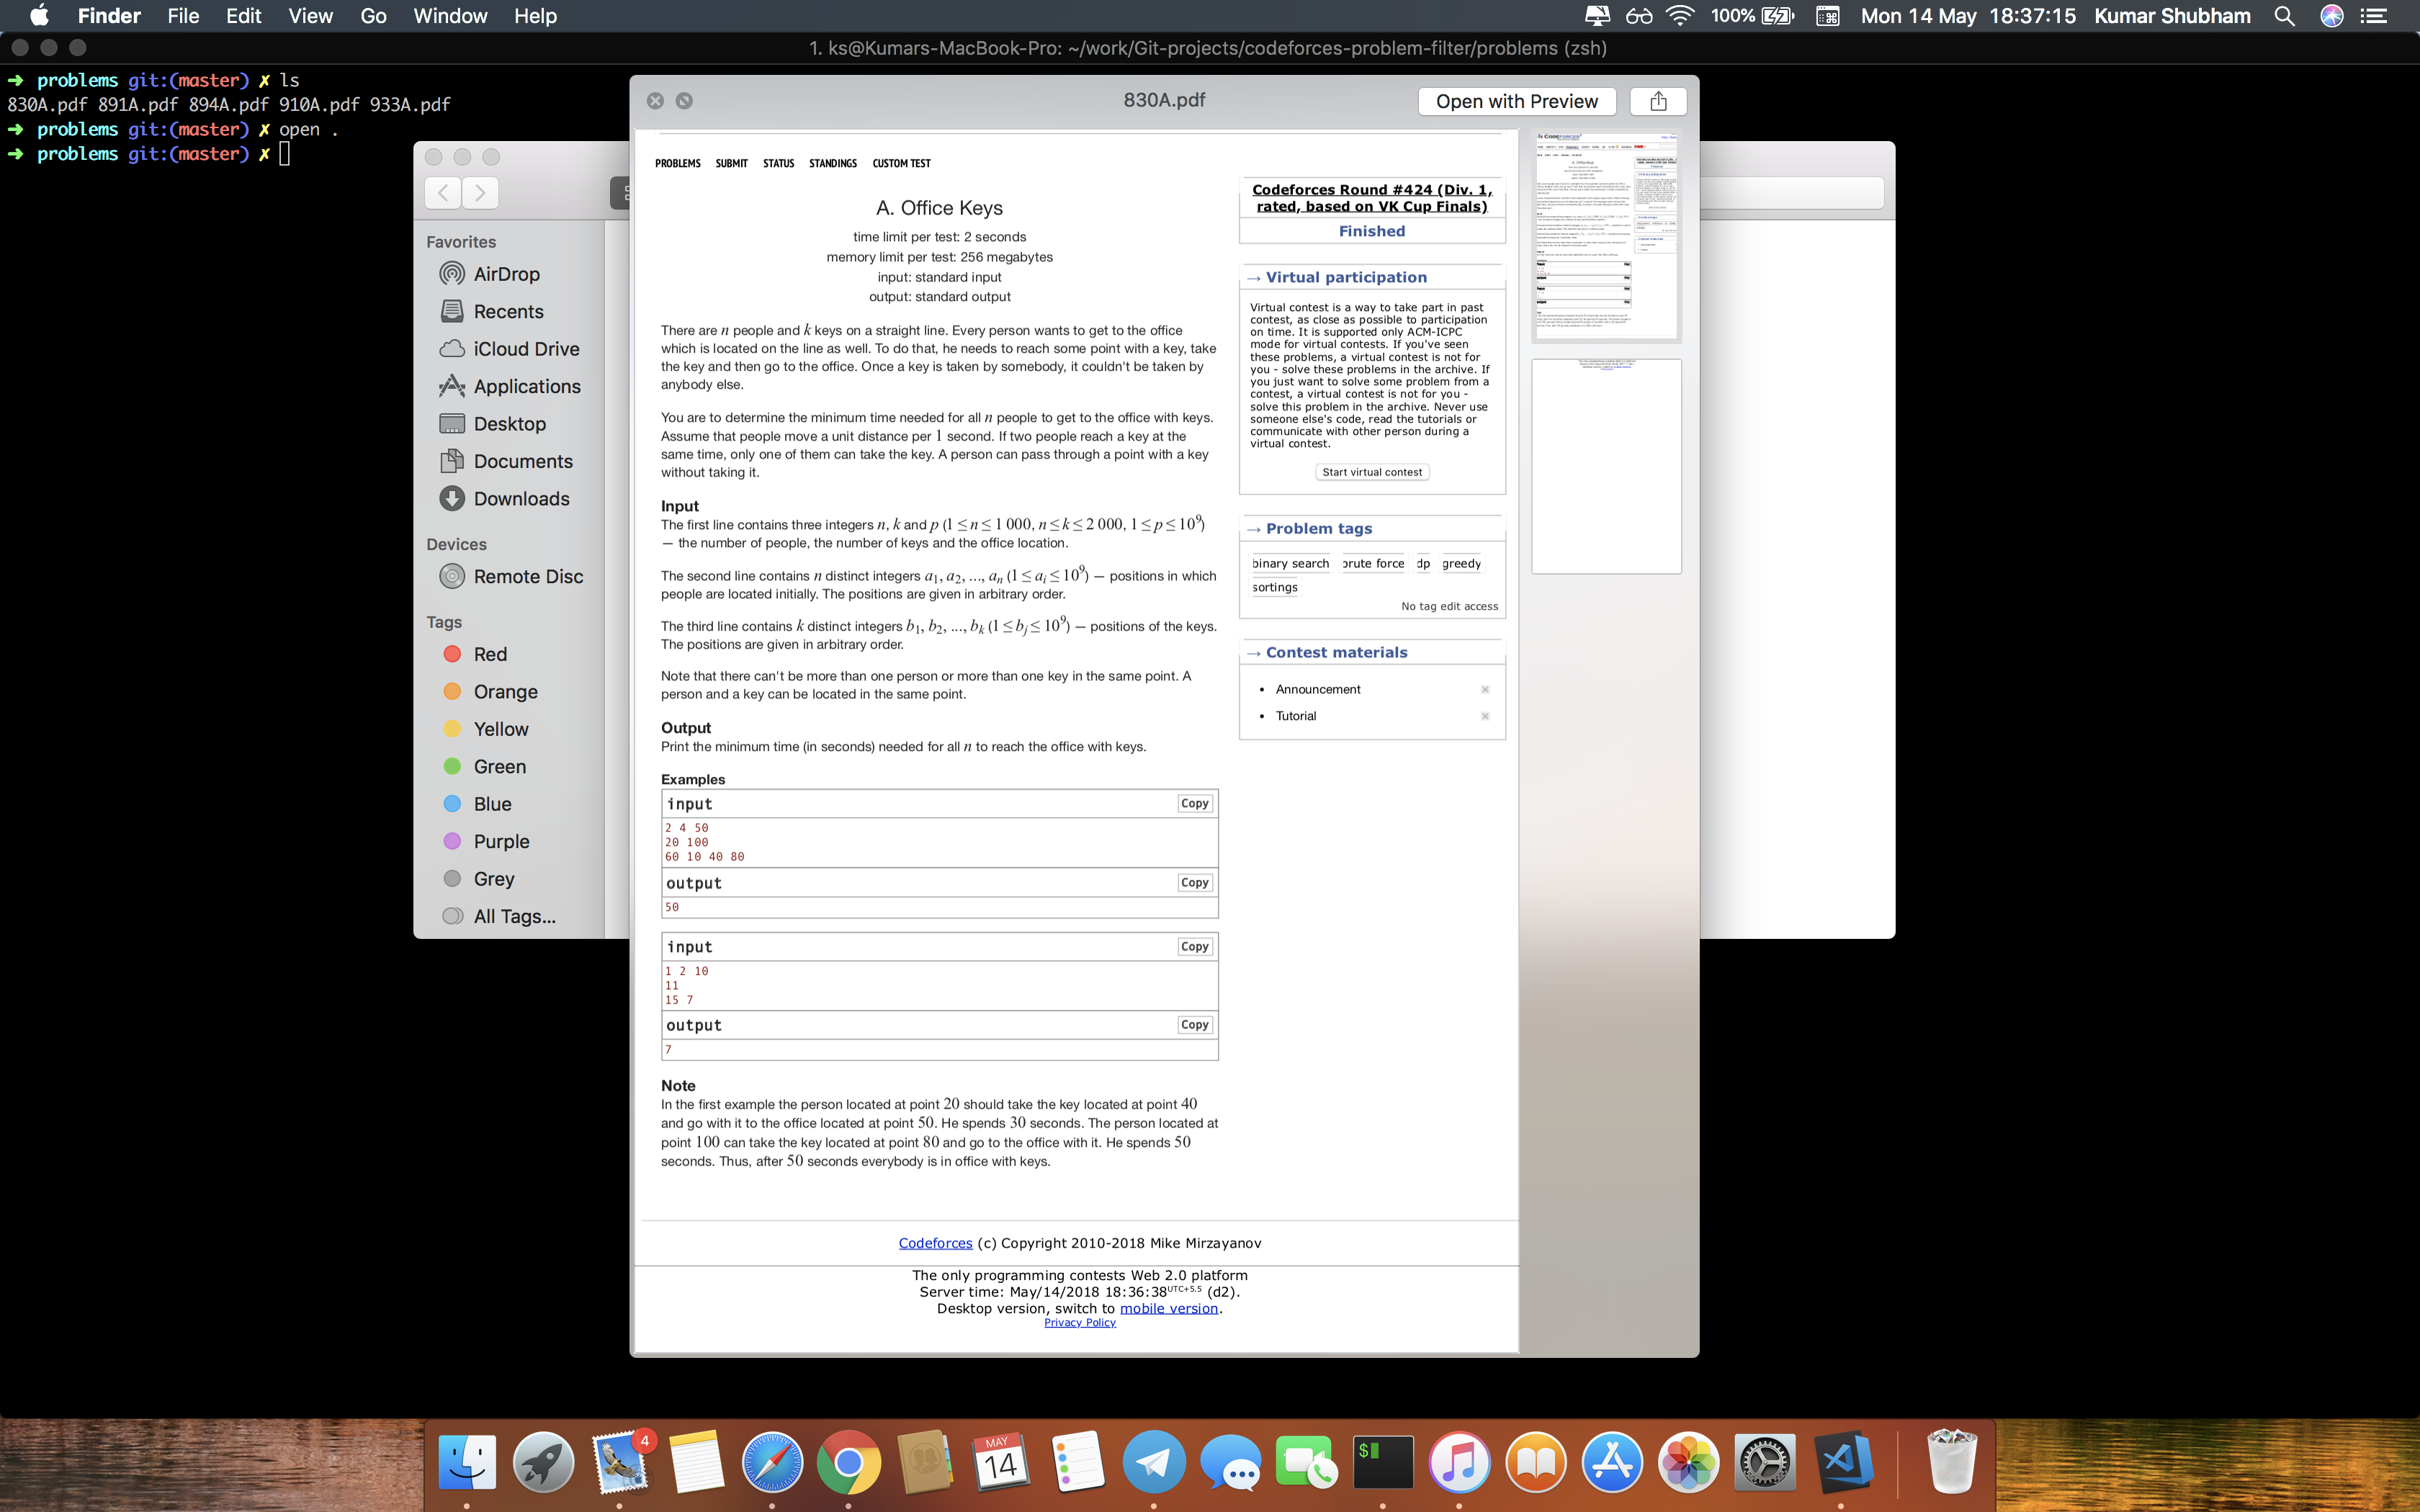 Finder File Edit View Go Window Help
100% Mon 14 May 18:37:15 Kumar Shubham
1. ks@Kumars-MacBook-Pro: ~/work/Git-projects/codeforces-problem-filter/problems (zsh)
➜ problems git:(master) ✗ ls
830A.pdf 891A.pdf 894A.pdf 910A.pdf 933A.pdf
➜ problems git:(master) ✗ open .
➜ problems git:(master) ✗
Favorites
AirDrop
Recents
iCloud Drive
Applications
Desktop
Documents
Downloads
Devices
Remote Disc
Tags
Red
Orange
Yellow
Green
Blue
Purple
Grey
All Tags...
830A.pdf
Open with Preview
PROBLEMS SUBMIT STATUS STANDINGS CUSTOM TEST
A. Office Keys
time limit per test: 2 seconds
memory limit per test: 256 megabytes
input: standard input
output: standard output
There are n people and k keys on a straight line. Every person wants to get to the office
which is located on the line as well. To do that, he needs to reach some point with a key, take
the key and then go to the office. Once a key is taken by somebody, it couldn't be taken by
anybody else.
You are to determine the minimum time needed for all n people to get to the office with keys.
Assume that people move a unit distance per 1 second. If two people reach a key at the
same time, only one of them can take the key. A person can pass through a point with a key
without taking it.
Input
The first line contains three integers n, k and p (1 ≤ n ≤ 1 000, n ≤ k ≤ 2 000, 1 ≤ p ≤ 10⁹)
— the number of people, the number of keys and the office location.
The second line contains n distinct integers a₁, a₂, ..., aₙ (1 ≤ aᵢ ≤ 10⁹) — positions in which
people are located initially. The positions are given in arbitrary order.
The third line contains k distinct integers b₁, b₂, ..., bₖ (1 ≤ bⱼ ≤ 10⁹) — positions of the keys.
The positions are given in arbitrary order.
Note that there can't be more than one person or more than one key in the same point. A
person and a key can be located in the same point.
Output
Print the minimum time (in seconds) needed for all n to reach the office with keys.
Examples
input Copy
2 4 50
20 100
60 10 40 80
output Copy
50
input Copy
1 2 10
11
15 7
output Copy
7
Note
In the first example the person located at point 20 should take the key located at point 40
and go with it to the office located at point 50. He spends 30 seconds. The person located at
point 100 can take the key located at point 80 and go to the office with it. He spends 50
seconds. Thus, after 50 seconds everybody is in office with keys.
Codeforces Round #424 (Div. 1,
rated, based on VK Cup Finals)
Finished
→ Virtual participation
Virtual contest is a way to take part in past
contest, as close as possible to participation
on time. It is supported only ACM-ICPC
mode for virtual contests. If you've seen
these problems, a virtual contest is not for
you - solve these problems in the archive. If
you just want to solve some problem from a
contest, a virtual contest is not for you -
solve this problem in the archive. Never use
someone else's code, read the tutorials or
communicate with other person during a
virtual contest.
Start virtual contest
→ Problem tags
binary search brute force dp greedy
sortings
No tag edit access
→ Contest materials
• Announcement
• Tutorial
Codeforces (c) Copyright 2010-2018 Mike Mirzayanov
The only programming contests Web 2.0 platform
Server time: May/14/2018 18:36:38UTC+5.5 (d2).
Desktop version, switch to mobile version.
Privacy Policy
4
MAY
14
$